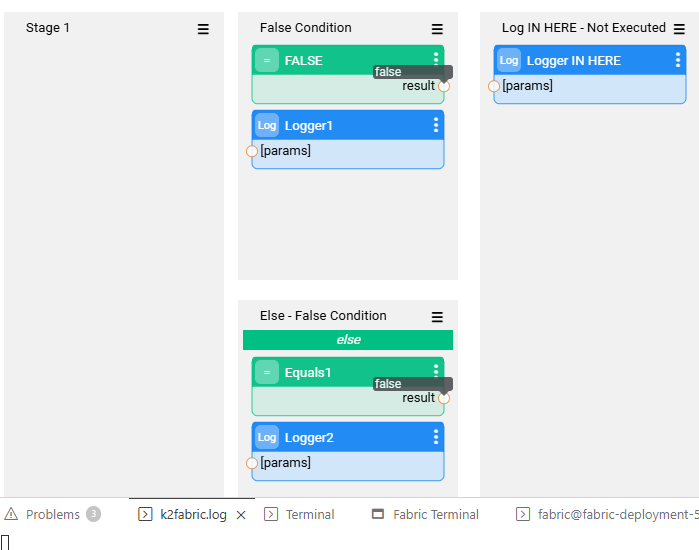 Stage 1
False Condition
= FALSE
false
result
Log Logger1
[params]
Log IN HERE - Not Executed
Log Logger IN HERE
[params]
Else - False Condition
else
= Equals1
false
result
Log Logger2
[params]
Problems 3
k2fabric.log
Terminal
Fabric Terminal
fabric@fabric-deployment-5